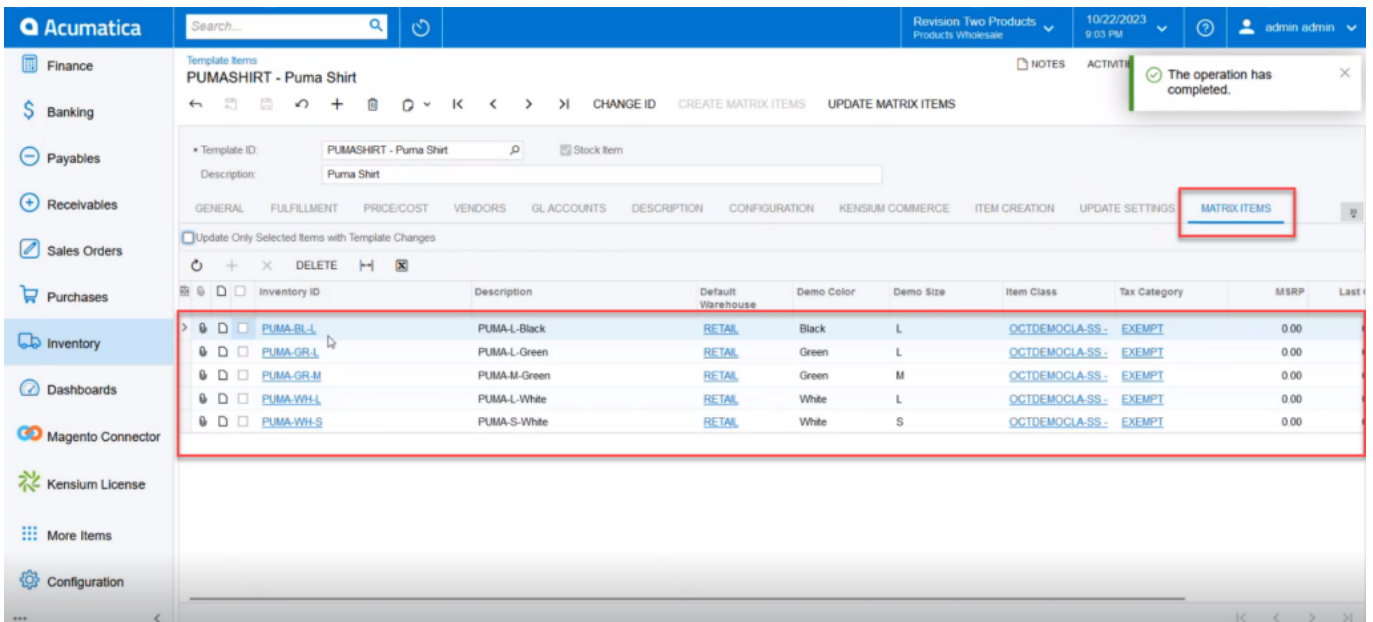 Acumatica
Search...
Revision Two Products
Products Wholesale
10/22/2023
9:03 PM
admin admin
Finance
Banking
Payables
Receivables
Sales Orders
Purchases
Inventory
Dashboards
Magento Connector
Kensium License
More Items
Configuration
Template Items
PUMASHIRT - Puma Shirt
NOTES
The operation has
completed.
CHANGE ID CREATE MATRIX ITEMS UPDATE MATRIX ITEMS
Template ID: PUMASHIRT - Puma Shirt Stock Item
Description: Puma Shirt
GENERAL FULFILLMENT PRICE/COST VENDORS GL ACCOUNTS DESCRIPTION CONFIGURATION KENSIUM COMMERCE ITEM CREATION UPDATE SETTINGS MATRIX ITEMS
Update Only Selected Items with Template Changes
DELETE
Inventory ID Description Default Warehouse Demo Color Demo Size Item Class Tax Category MSRP Last
PUMA-BL-L PUMA-L-Black RETAIL Black L OCTDEMOCLA-SS - EXEMPT 0.00
PUMA-GR-L PUMA-L-Green RETAIL Green L OCTDEMOCLA-SS - EXEMPT 0.00
PUMA-GR-M PUMA-M-Green RETAIL Green M OCTDEMOCLA-SS - EXEMPT 0.00
PUMA-WH-L PUMA-L-White RETAIL White L OCTDEMOCLA-SS - EXEMPT 0.00
PUMA-WH-S PUMA-S-White RETAIL White S OCTDEMOCLA-SS - EXEMPT 0.00